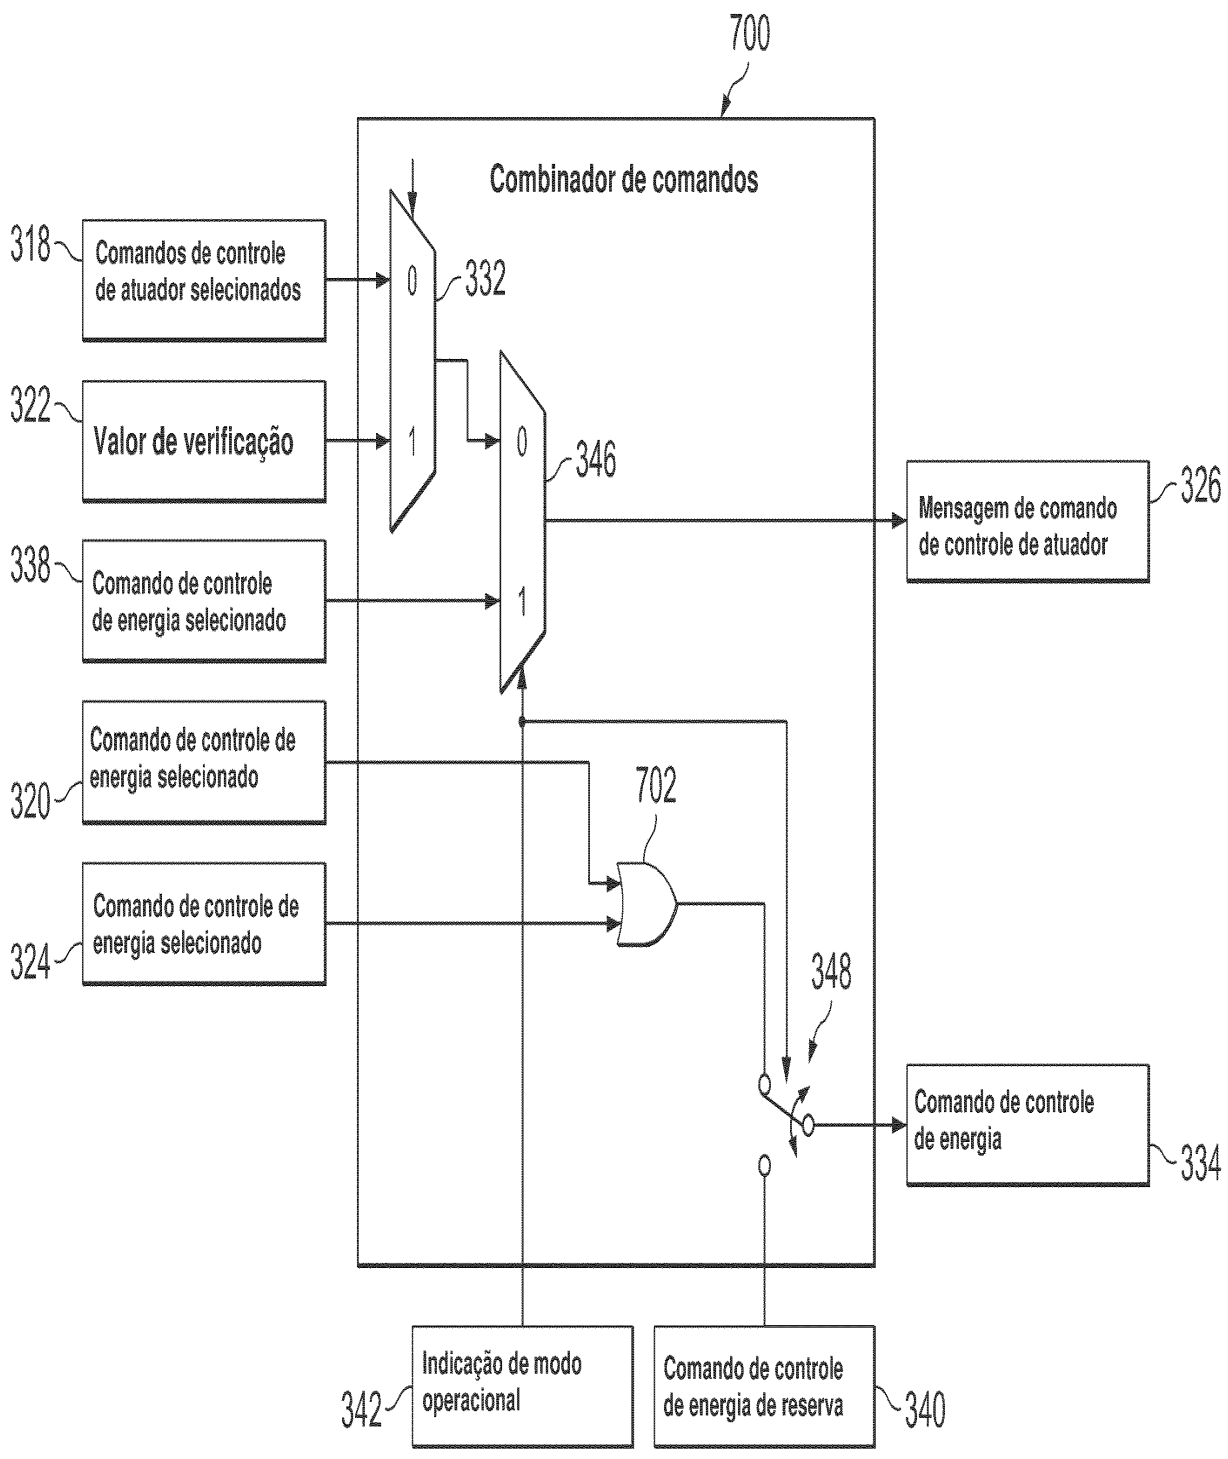 700
Combinador de comandos
318
Comandos de controle
de atuador selecionados
0
332
322
Valor de verificação
1
0
346
338
Comando de controle
de energia selecionado
1
Mensagem de comando
de controle de atuador
326
320
Comando de controle de
energia selecionado
702
324
Comando de controle de
energia selecionado
348
Comando de controle
de energia
334
342
Indicação de modo
operacional
Comando de controle
de energia de reserva
340